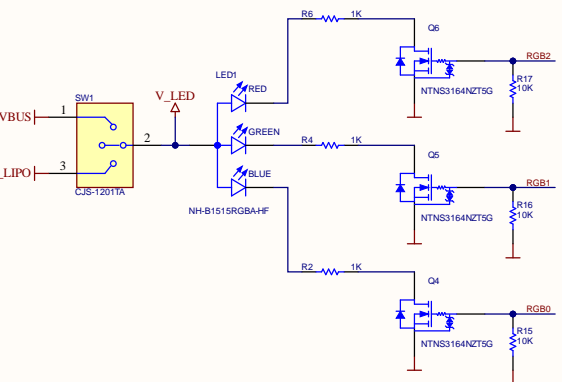 R6 1K
Q6
RGB2
LED1
RED
R17
10K
NTNS3164NZT5G
SW1
V_LED
VBUS
1
2
GREEN
R4 1K
Q5
_LIPO
3
CJS-1201TA
BLUE
RGB1
R16
10K
NTNS3164NZT5G
NH-B1515RGBA-HF
R2 1K
Q4
RGB0
R15
10K
NTNS3164NZT5G